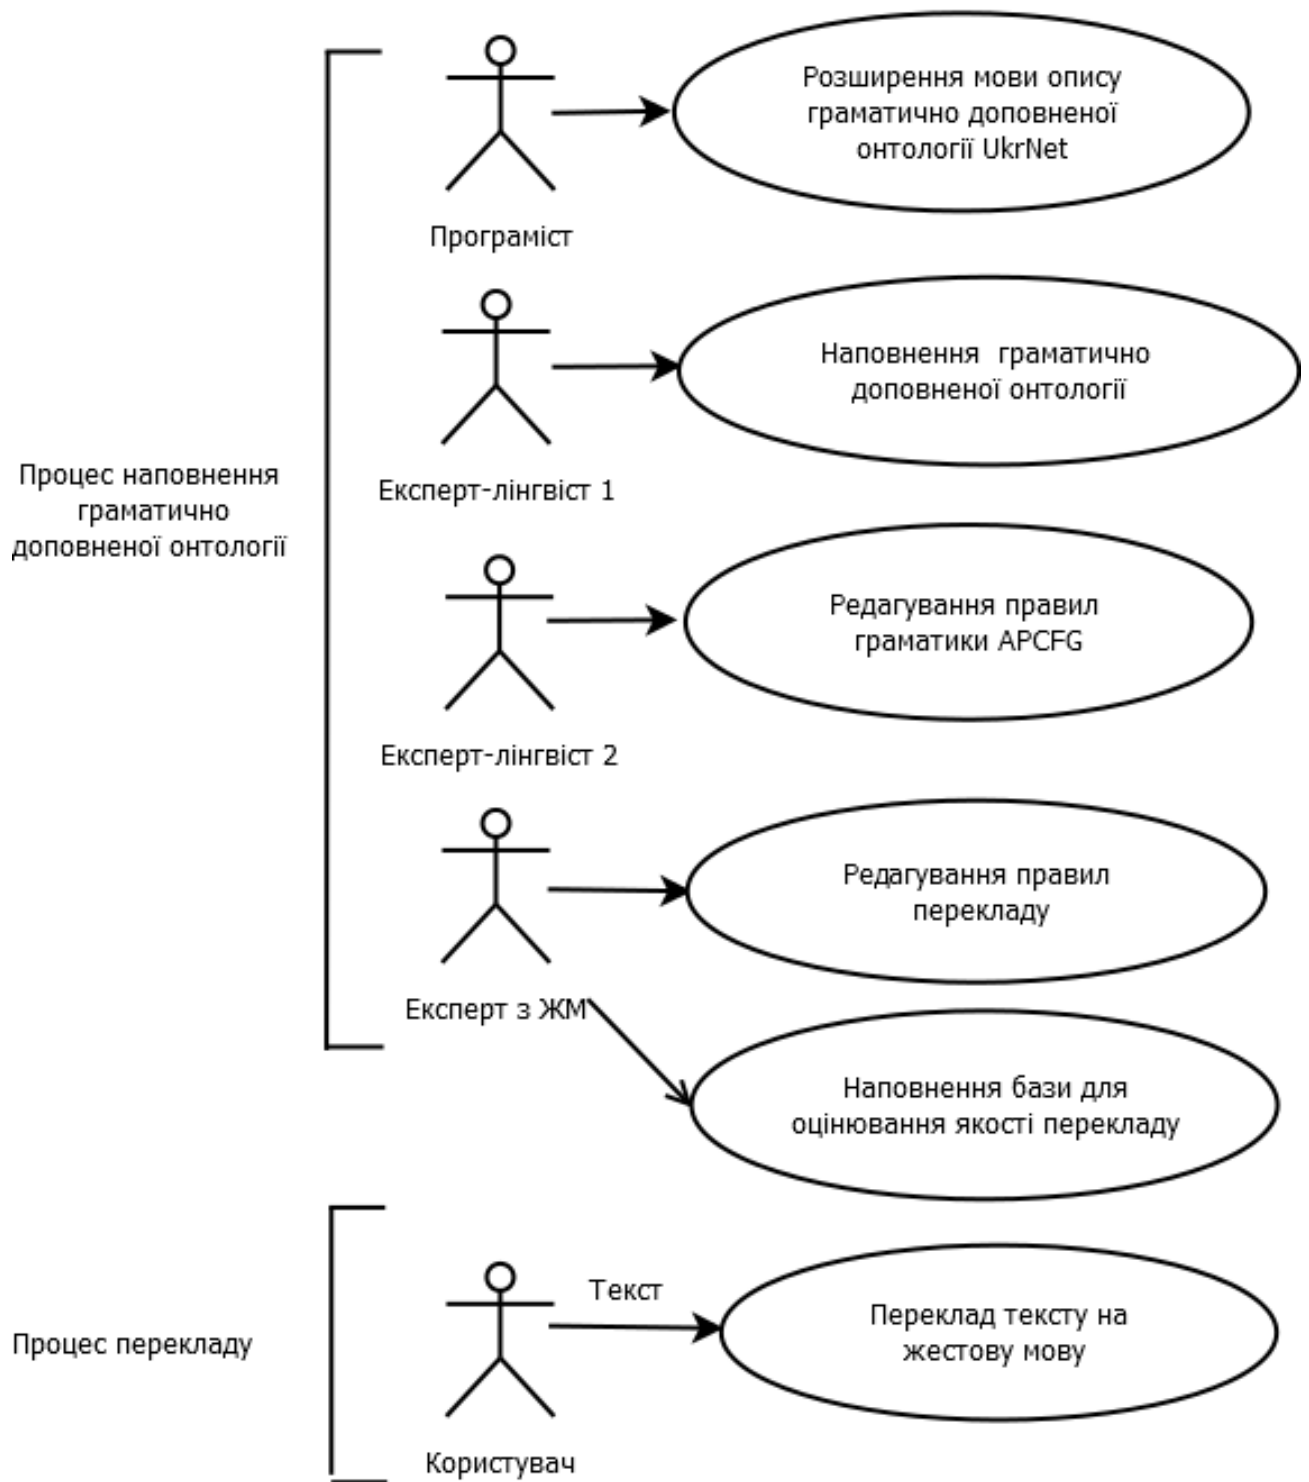 Розширення мови опису
граматично доповненої
онтології UkrNet
Програміст
Наповнення граматично
доповненої онтології
Експерт-лінгвіст 1
Процес наповнення
граматично
доповненої онтології
Редагування правил
граматики APCFG
Експерт-лінгвіст 2
Редагування правил
перекладу
Експерт з ЖМ
Наповнення бази для
оцінювання якості перекладу
Текст
Переклад тексту на
жестову мову
Процес перекладу
Користувач